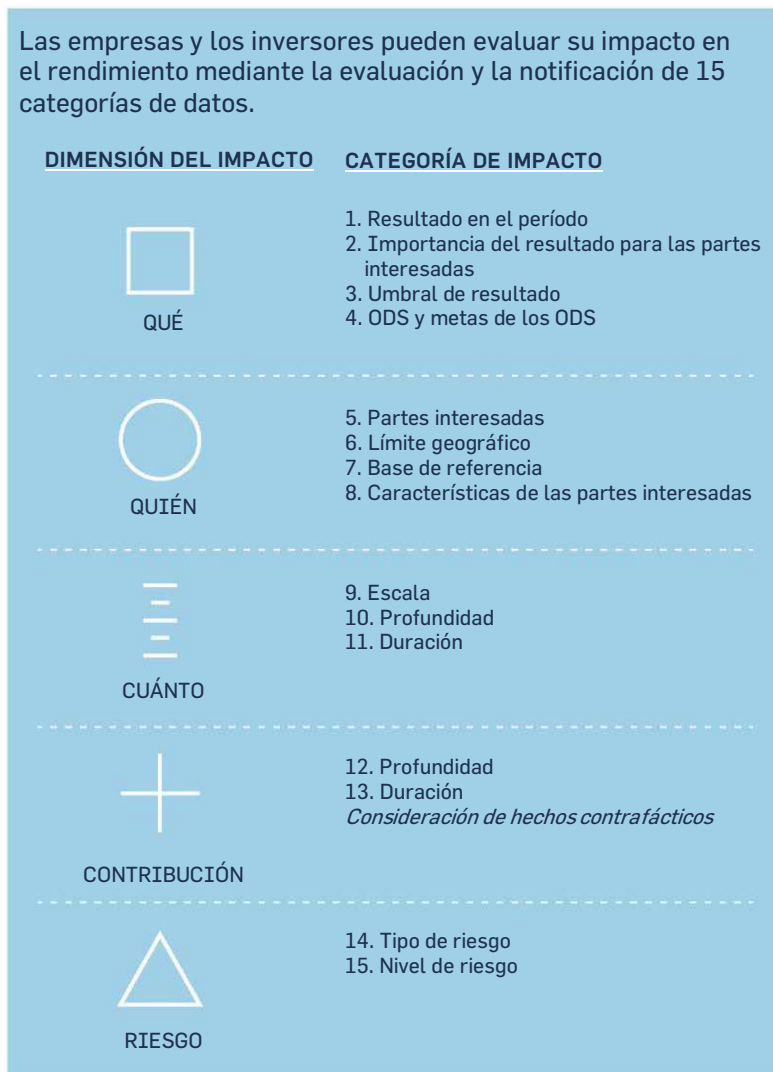 Las empresas y los inversores pueden evaluar su impacto en
el rendimiento mediante la evaluación y la notificación de 15
categorías de datos.
DIMENSIÓN DEL IMPACTO
CATEGORÍA DE IMPACTO
QUÉ
1. Resultado en el período
2. Importancia del resultado para las partes
interesadas
3. Umbral de resultado
4. ODS y metas de los ODS
QUIÉN
5. Partes interesadas
6. Límite geográfico
7. Base de referencia
8. Características de las partes interesadas
CUÁNTO
9. Escala
10. Profundidad
11. Duración
CONTRIBUCIÓN
12. Profundidad
13. Duración
Consideración de hechos contrafácticos
RIESGO
14. Tipo de riesgo
15. Nivel de riesgo